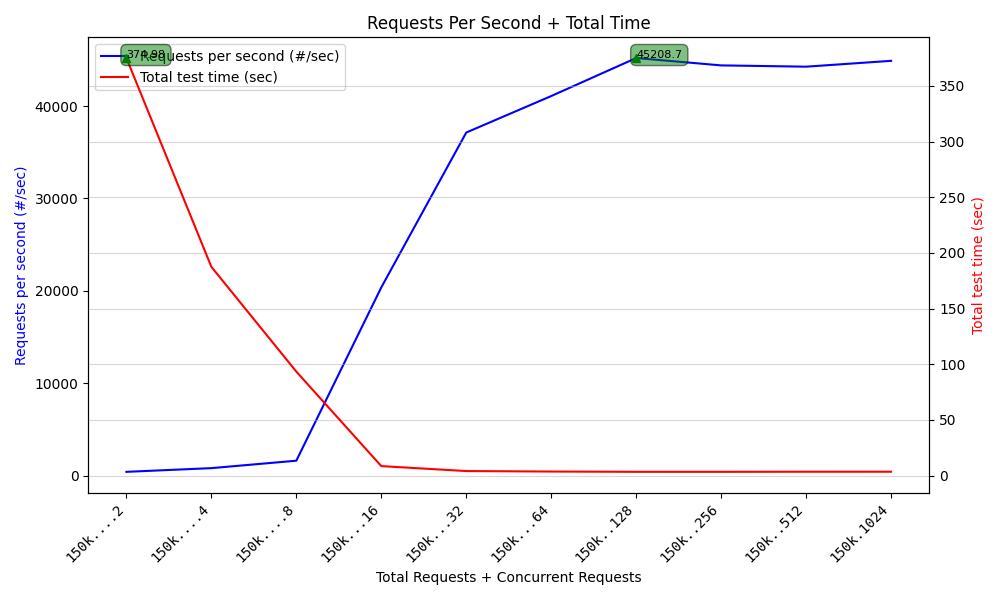 Requests Per Second + Total Time
374.98
Requests per second (#/sec)
Total test time (sec)
45208.7
40000
30000
20000
10000
0
Requests per second (#/sec)
350
300
250
200
150
100
50
0
Total test time (sec)
150k....2
150k....4
150k....8
150k...16
150k...32
150k...64
150k..128
150k..256
150k..512
150k.1024
Total Requests + Concurrent Requests